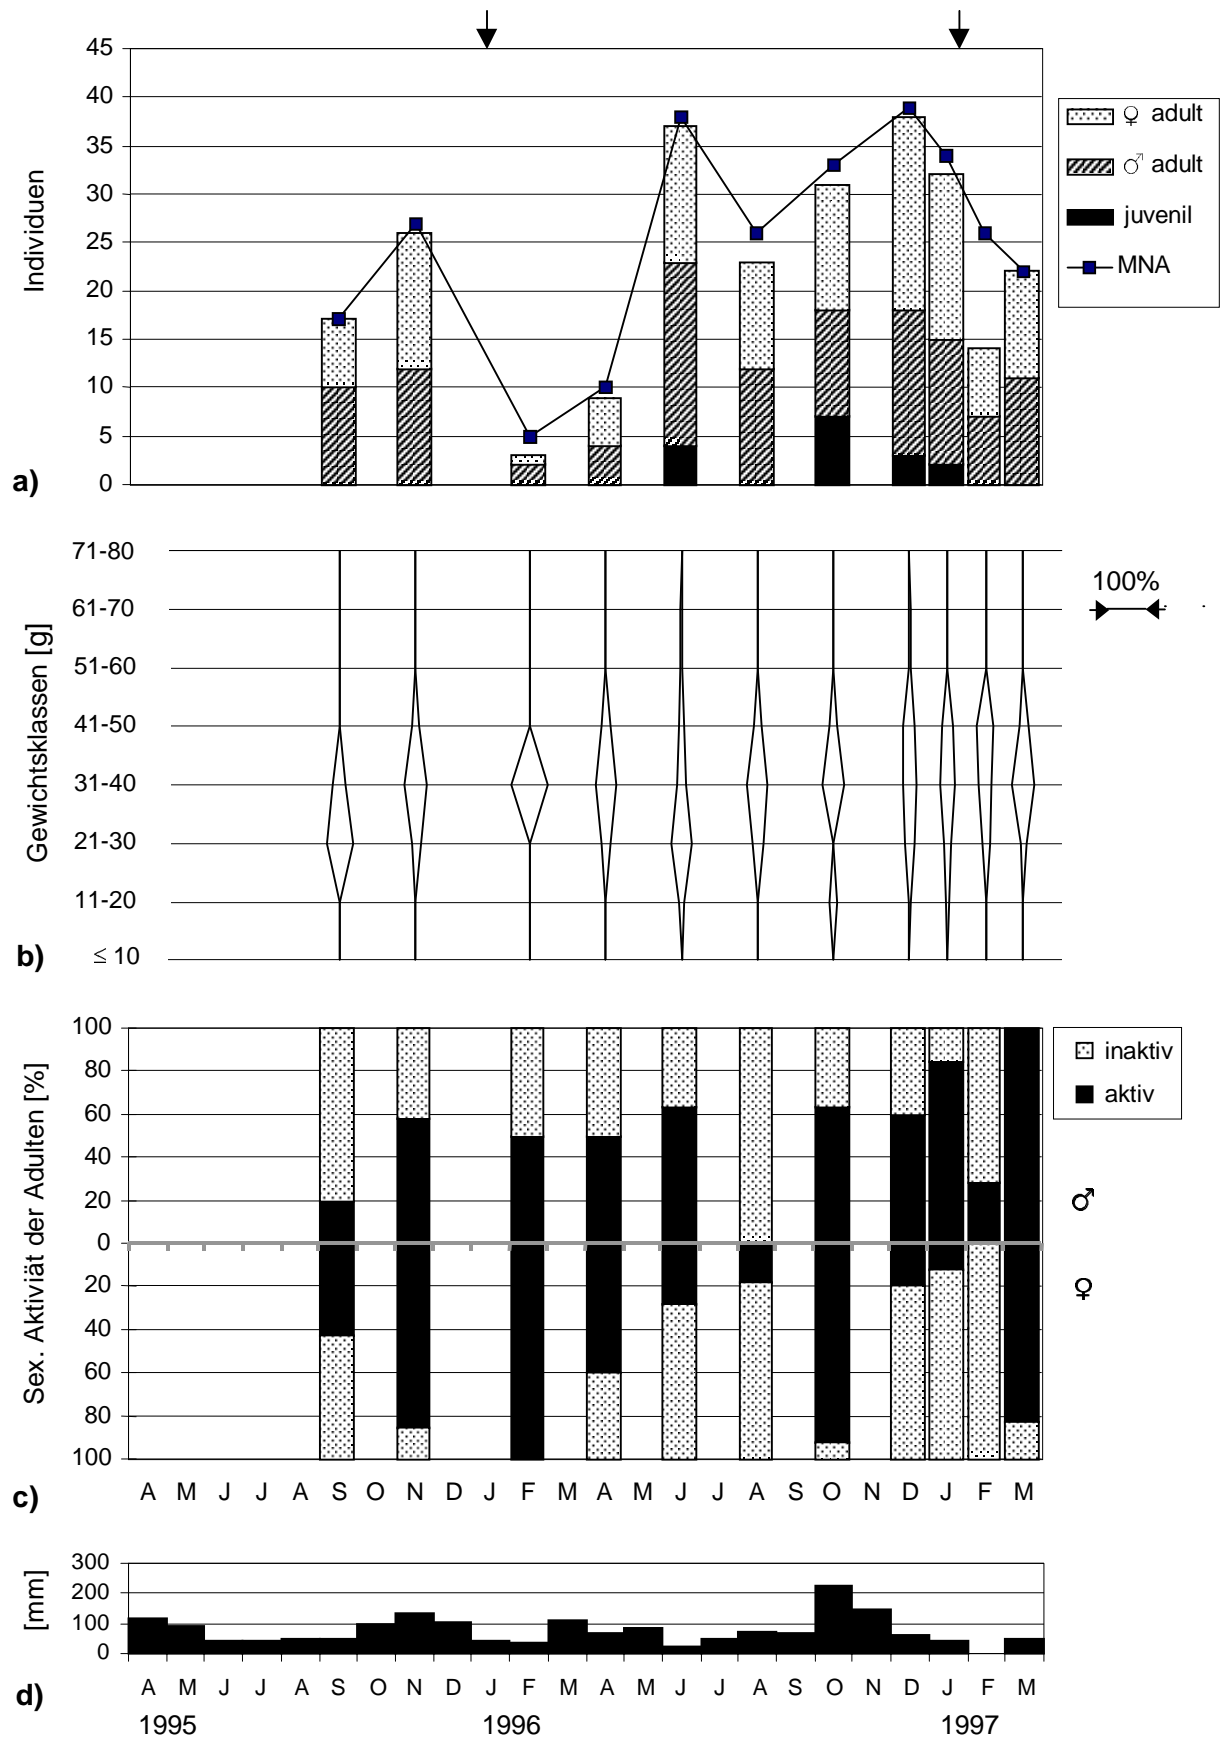 45
40
35
30
25
20
15
10
5
0
Individuen
a)
♀ adult
♂ adult
juvenil
MNA
71-80
61-70
51-60
41-50
31-40
21-30
11-20
≤ 10
Gewichtsklassen [g]
b)
100%
100
80
60
40
20
0
20
40
60
80
100
Sex. Aktiviät der Adulten [%]
c)
inaktiv
aktiv
♂
♀
A M J J A S O N D J F M A J J A S O N D J F M
300
200
100
0
[mm]
d)
A M J J A S O N D J F M A M J J A S O N D J F M
1995 1996 1997